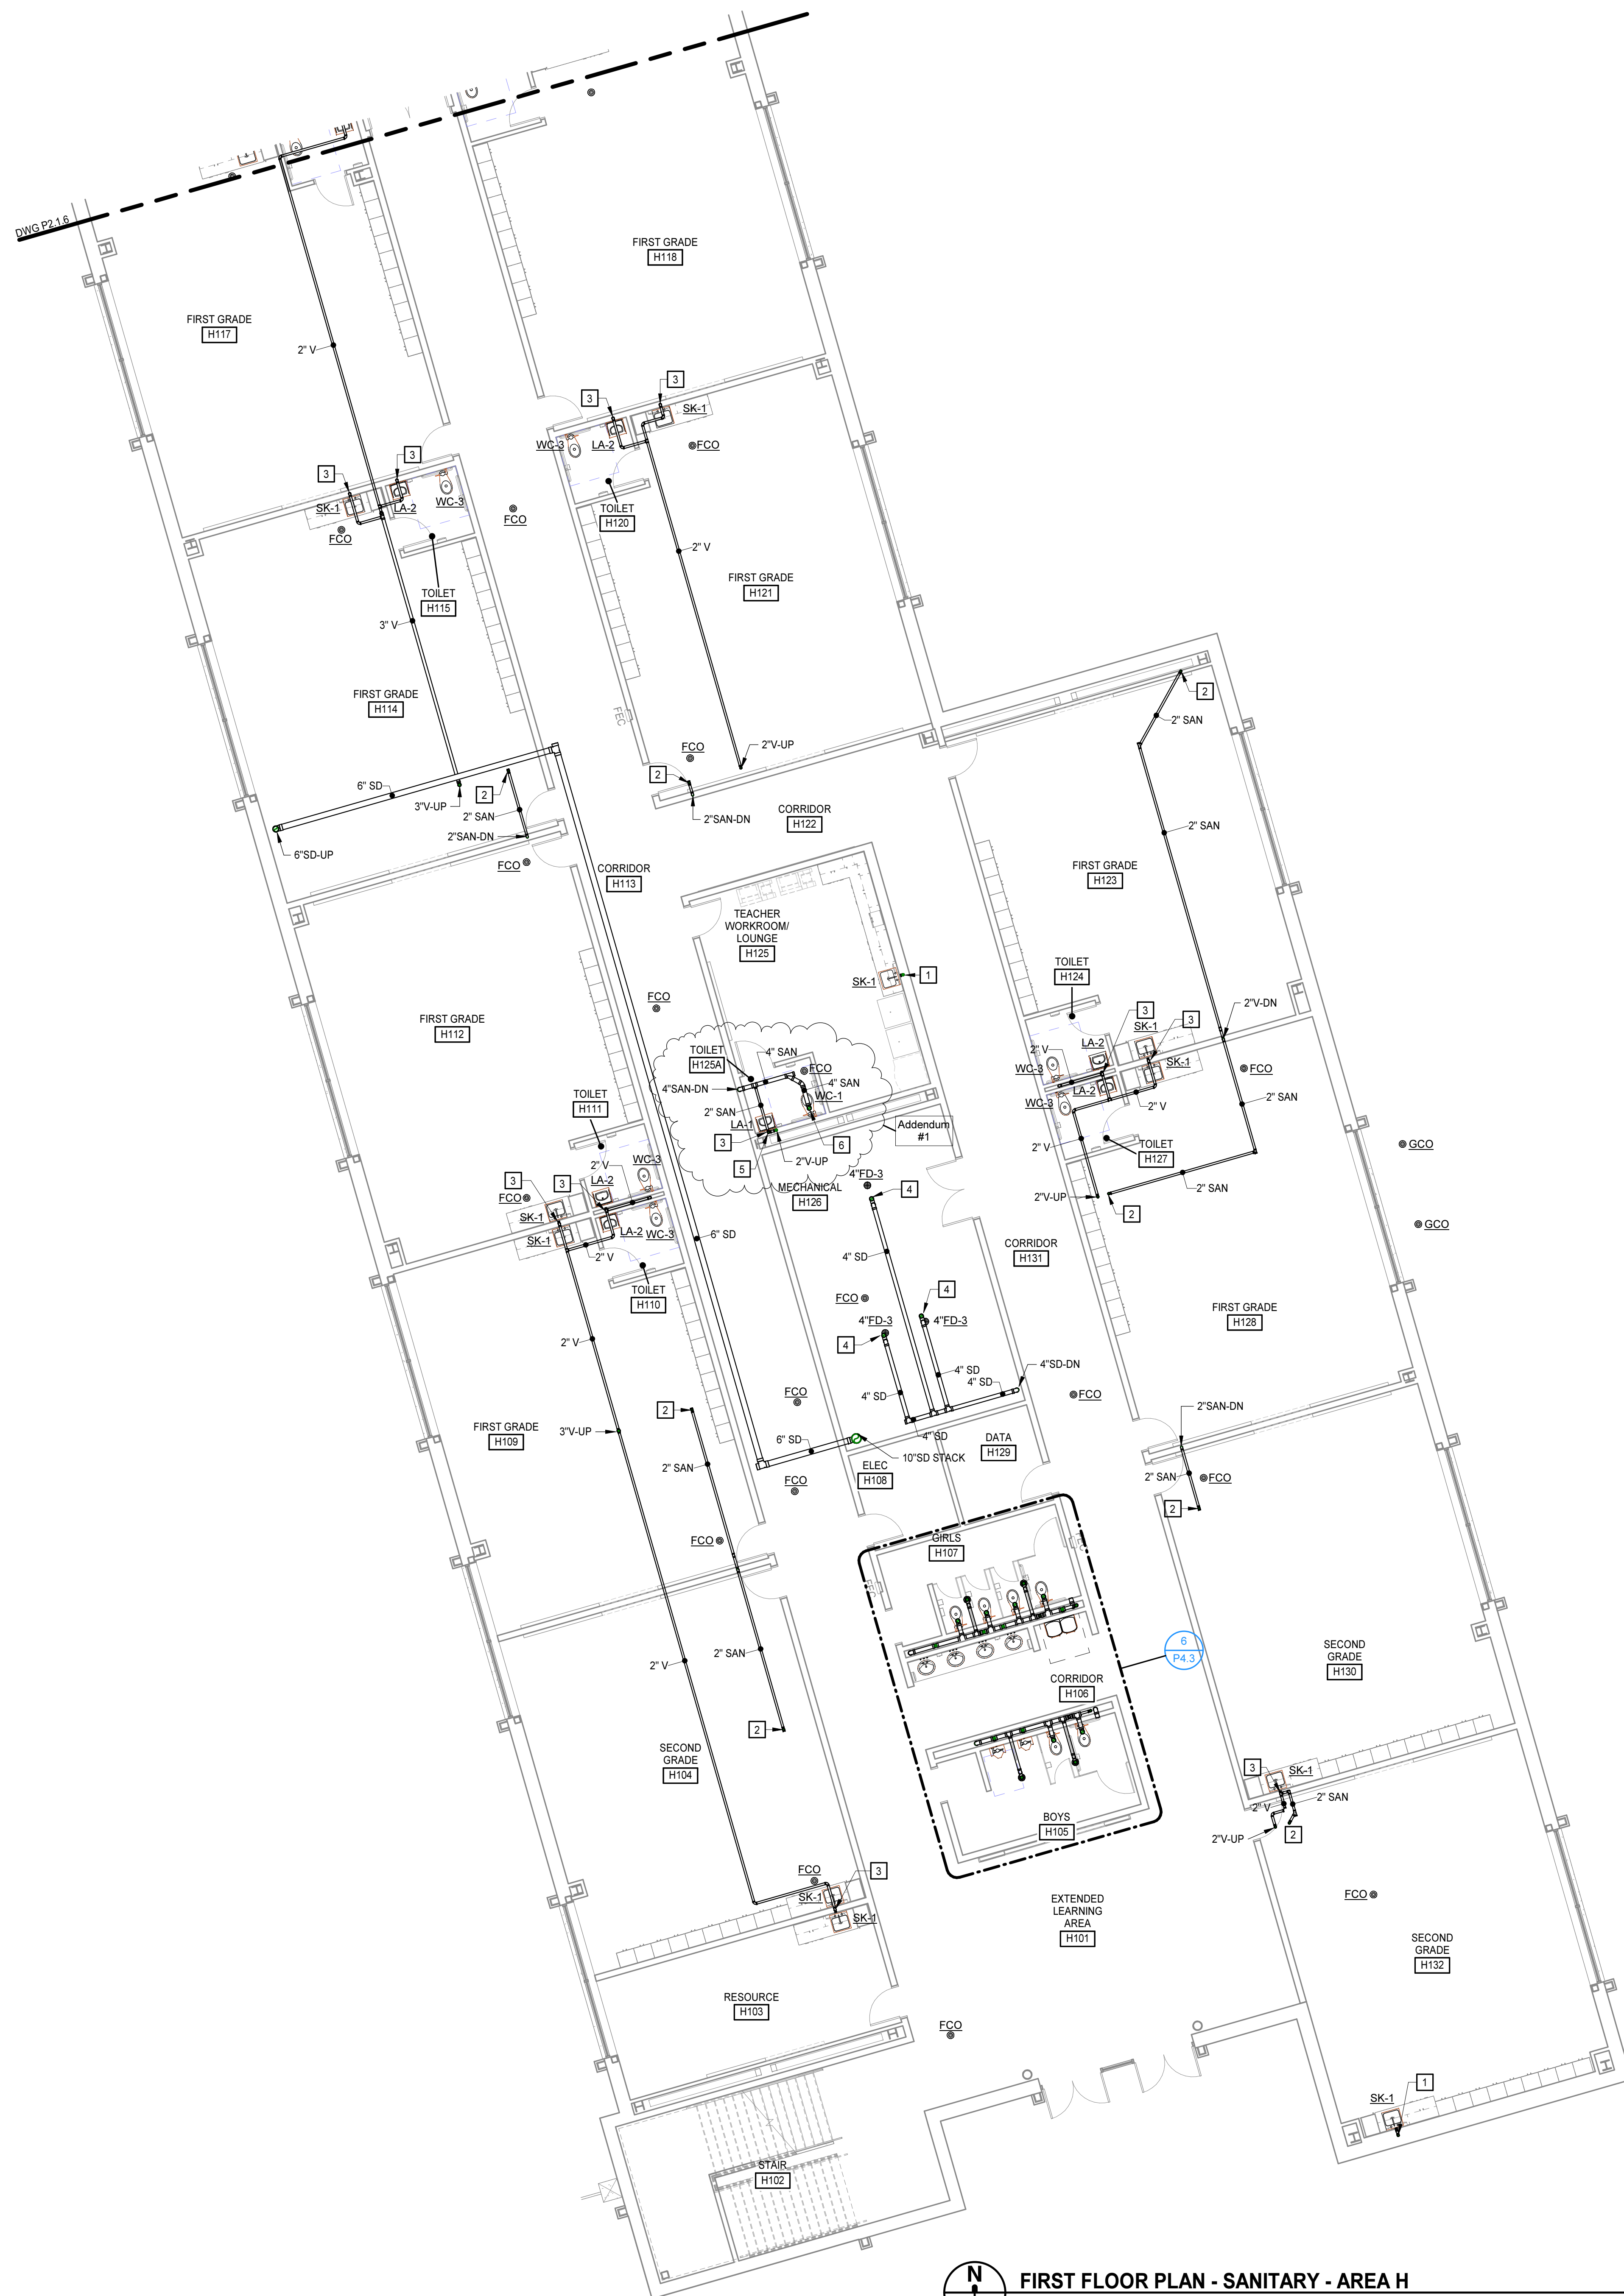 DWG P2.1.6
FIRST GRADE
H118
FIRST GRADE
H117
2" V
3
3
SK-1
WC-3
LA-2
FCO
3
3
SK-1
LA-2
WC-3
FCO
FCO
TOILET
H120
2" V
FIRST GRADE
H121
TOILET
H115
3" V
FIRST GRADE
H114
FEC
2
2" SAN
FCO
2"V-UP
2
2"SAN-DN
6" SD
3"V-UP
2
2" SAN
2"SAN-DN
6"SD-UP
FCO
CORRIDOR
H122
2" SAN
CORRIDOR
H113
FIRST GRADE
H123
TEACHER
WORKROOM/
LOUNGE
H125
SK-1
1
TOILET
H124
FCO
2"V-DN
FIRST GRADE
H112
3
SK-1
3
TOILET
H125A
4" SAN
FCO
4"SAN-DN
4" SAN
WC-1
2" SAN
LA-1
3
5
6
2"V-UP
Addendum
#1
2" V
LA-2
WC-3
SK-1
FCO
LA-2
WC-3
2" V
2" SAN
2" V
TOILET
H127
TOILET
H111
GCO
2" SAN
2"V-UP
2
MECHANICAL
H126
4"FD-3
4
WC-3
2" V
LA-2
3
3
FCO
SK-1
SK-1
LA-2
WC-3
2" V
GCO
6" SD
4" SD
CORRIDOR
H131
TOILET
H110
FCO
4
4"FD-3
4"FD-3
4
FIRST GRADE
H128
2" V
4" SD
4" SD
4" SD
4"SD-DN
FCO
FCO
2
2"SAN-DN
FIRST GRADE
H109
3"V-UP
4" SD
DATA
H129
6" SD
10"SD STACK
ELEC
H108
2" SAN
2" SAN
FCO
FCO
2
FCO
GIRLS
H107
FEC
FEC
2" V
2" SAN
6
P4.3
SECOND
GRADE
H130
CORRIDOR
H106
2
SECOND
GRADE
H104
3
SK-1
2" V
2" SAN
2"V-UP
2
BOYS
H105
FCO
3
SK-1
SK-1
FCO
EXTENDED
LEARNING
AREA
H101
SECOND
GRADE
H132
RESOURCE
H103
FCO
SK-1
1
STAIR
H102
N
FIRST FLOOR PLAN - SANITARY - AREA H